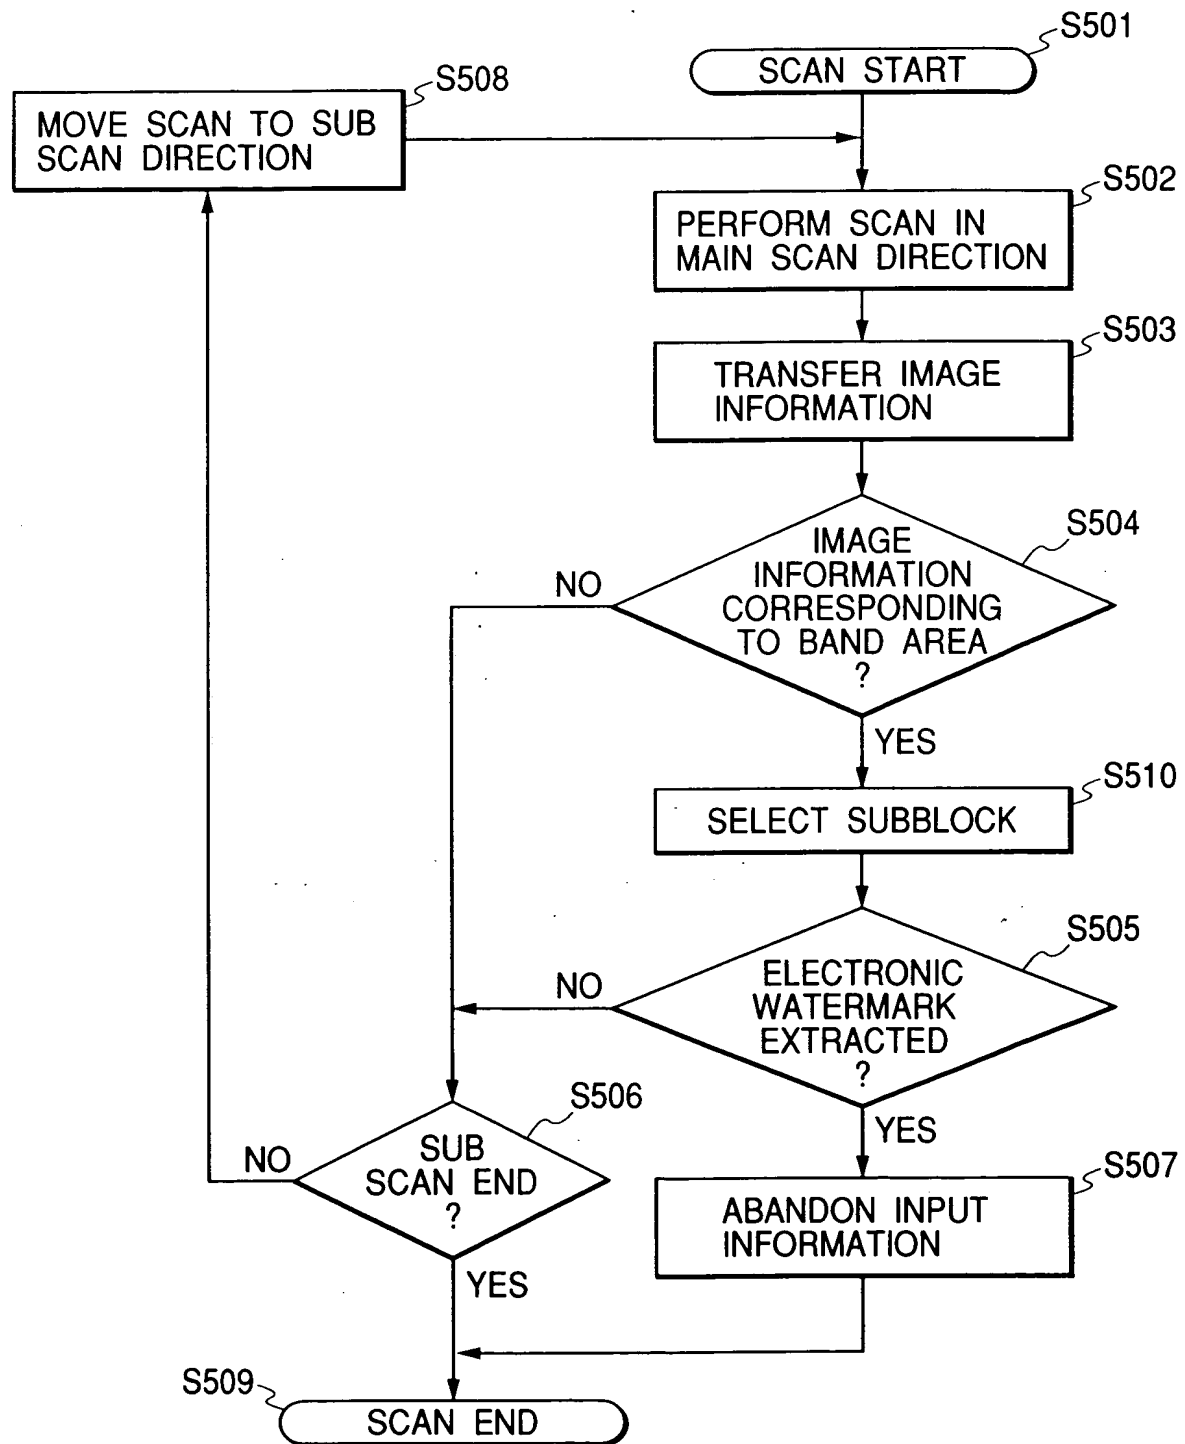 S501
SCAN START
S508
MOVE SCAN TO SUB
SCAN DIRECTION
S502
PERFORM SCAN IN
MAIN SCAN DIRECTION
S503
TRANSFER IMAGE
INFORMATION
S504
IMAGE
INFORMATION
CORRESPONDING
TO BAND AREA
?
NO
YES
S510
SELECT SUBBLOCK
S505
ELECTRONIC
WATERMARK
EXTRACTED
?
NO
YES
S506
SUB
SCAN END
?
NO
YES
S507
ABANDON INPUT
INFORMATION
S509
SCAN END